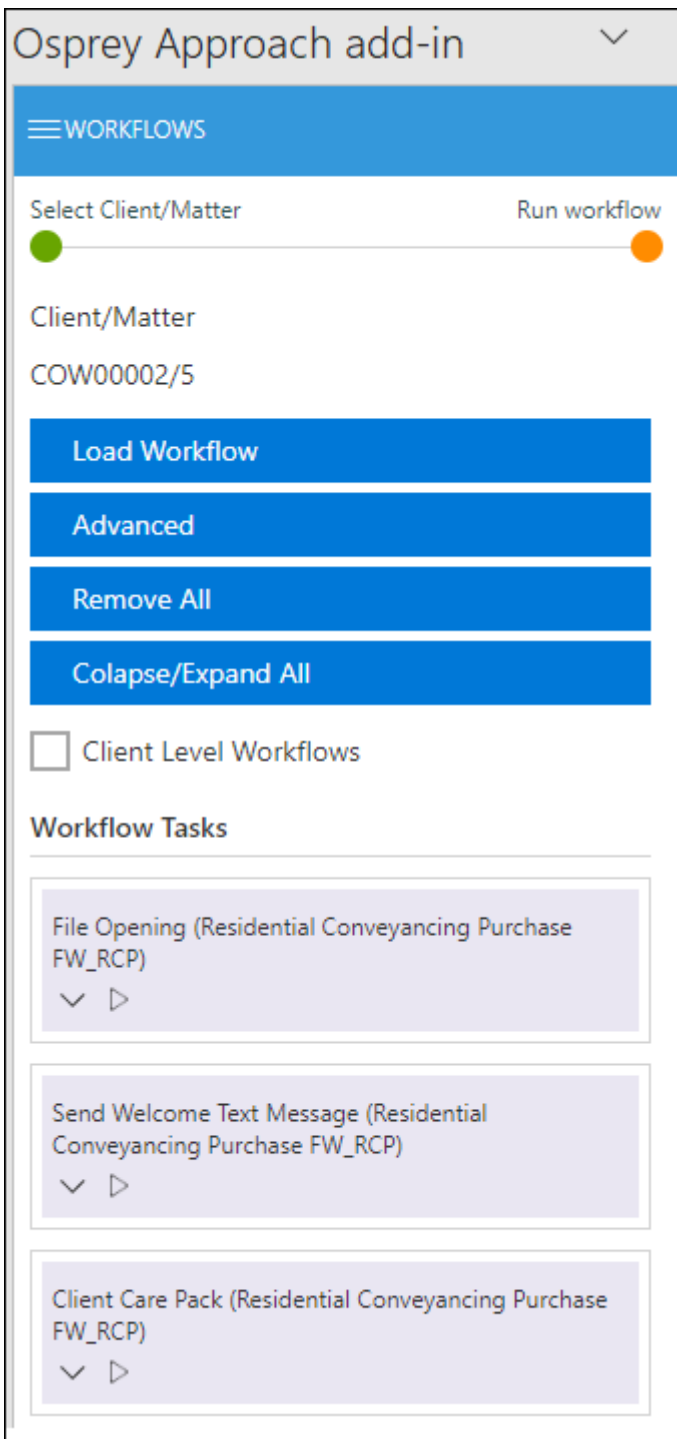 Osprey Approach add-in
WORKFLOWS
Select Client/Matter Run workflow
Client/Matter
COW00002/5
Load Workflow
Advanced
Remove All
Colapse/Expand All
Client Level Workflows
Workflow Tasks
File Opening (Residential Conveyancing Purchase
FW_RCP)
Send Welcome Text Message (Residential
Conveyancing Purchase FW_RCP)
Client Care Pack (Residential Conveyancing Purchase
FW_RCP)